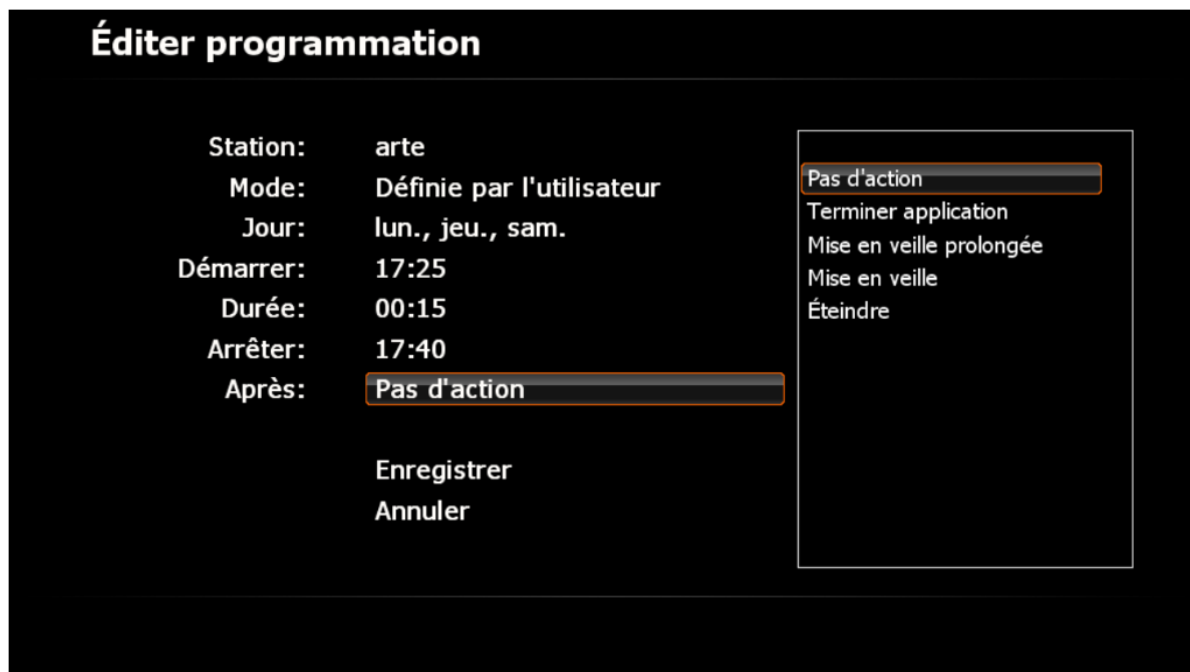 Éditer programmation
Station: arte
Mode: Définie par l'utilisateur
Jour: lun., jeu., sam.
Démarrer: 17:25
Durée: 00:15
Arrêter: 17:40
Après: Pas d'action
Enregistrer
Annuler
Pas d'action
Terminer application
Mise en veille prolongée
Mise en veille
Éteindre